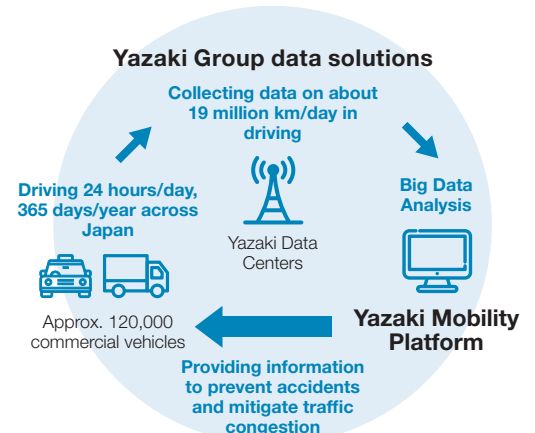 Yazaki Group data solutions
Collecting data on about
19 million km/day in
driving
Driving 24 hours/day,
365 days/year across
Japan
Big Data
Analysis
Yazaki Data
Centers
Approx. 120,000
commercial vehicles
Yazaki Mobility
Platform
Providing information
to prevent accidents
and mitigate traffic
congestion